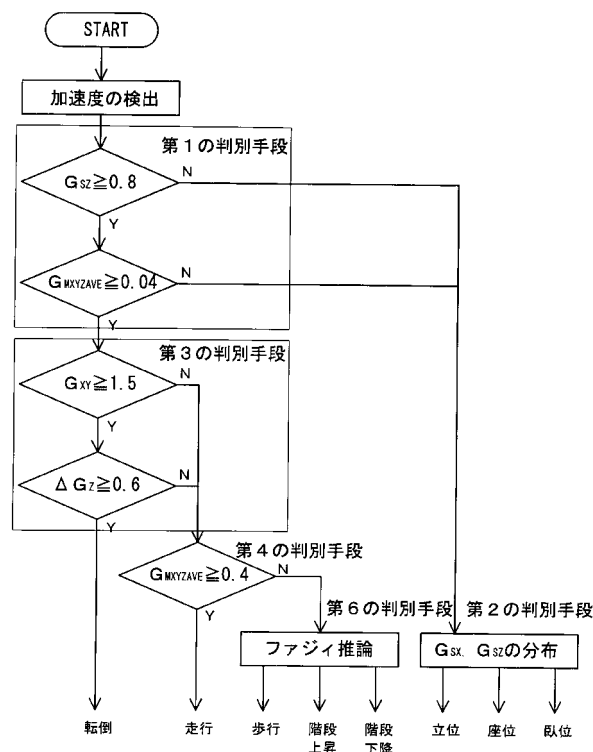 START
加速度の検出
第1の判別手段
GSZ≧0.8
N
Y
GMXYZAVE≧0.04
N
Y
第3の判別手段
GXY≧1.5
N
Y
ΔGZ≧0.6
N
Y
第4の判別手段
GMXYZAVE≧0.4
N
Y
第6の判別手段
第2の判別手段
ファジィ推論
GSX、GSZの分布
転倒
走行
歩行
階段
上昇
階段
下降
立位
座位
臥位